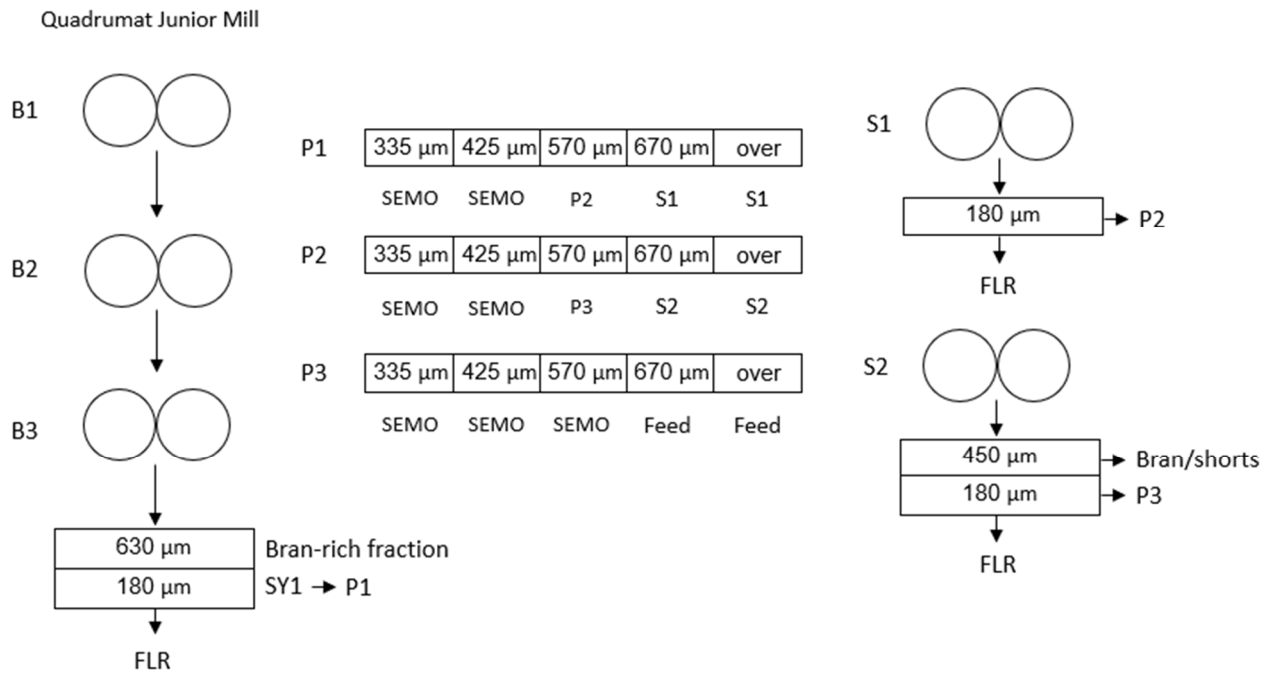 Quadrumat Junior Mill
B1
B2
B3
630 μm
Bran-rich fraction
180 μm
SY1
P1
FLR
P1
335 μm 425 μm 570 μm 670 μm over
SEMO SEMO P2 S1 S1
P2
335 μm 425 μm 570 μm 670 μm over
SEMO SEMO P3 S2 S2
P3
335 μm 425 μm 570 μm 670 μm over
SEMO SEMO SEMO Feed Feed
S1
180 μm
P2
FLR
S2
450 μm
Bran/shorts
180 μm
P3
FLR